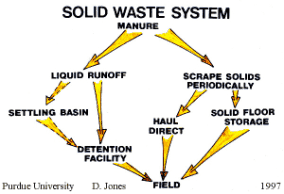 SOLID WASTE SYSTEM
MANURE
LIQUID RUNOFF
SCRAPE SOLIDS
PERIODICALLY
SETTLING BASIN
HAUL
DIRECT
SOLID FLOOR
STORAGE
DETENTION
FACILITY
FIELD
Purdue University D. Jones 1997